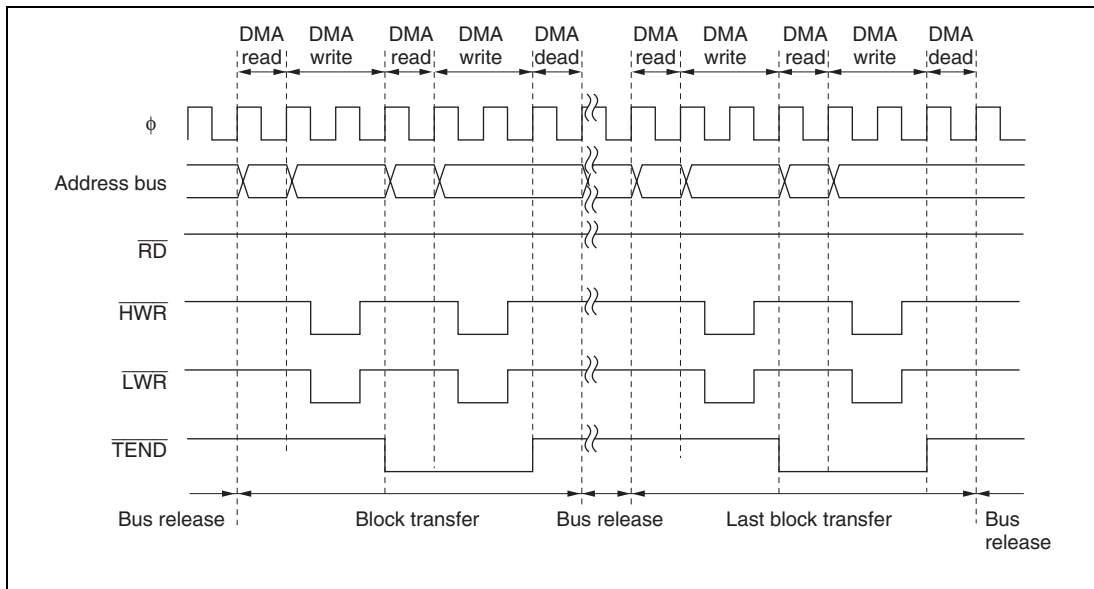 DMA read DMA write DMA read DMA write DMA dead DMA read DMA write DMA read DMA write DMA dead
ϕ
Address bus
RD
HWR
LWR
TEND
Bus release Block transfer Bus release Last block transfer Bus release